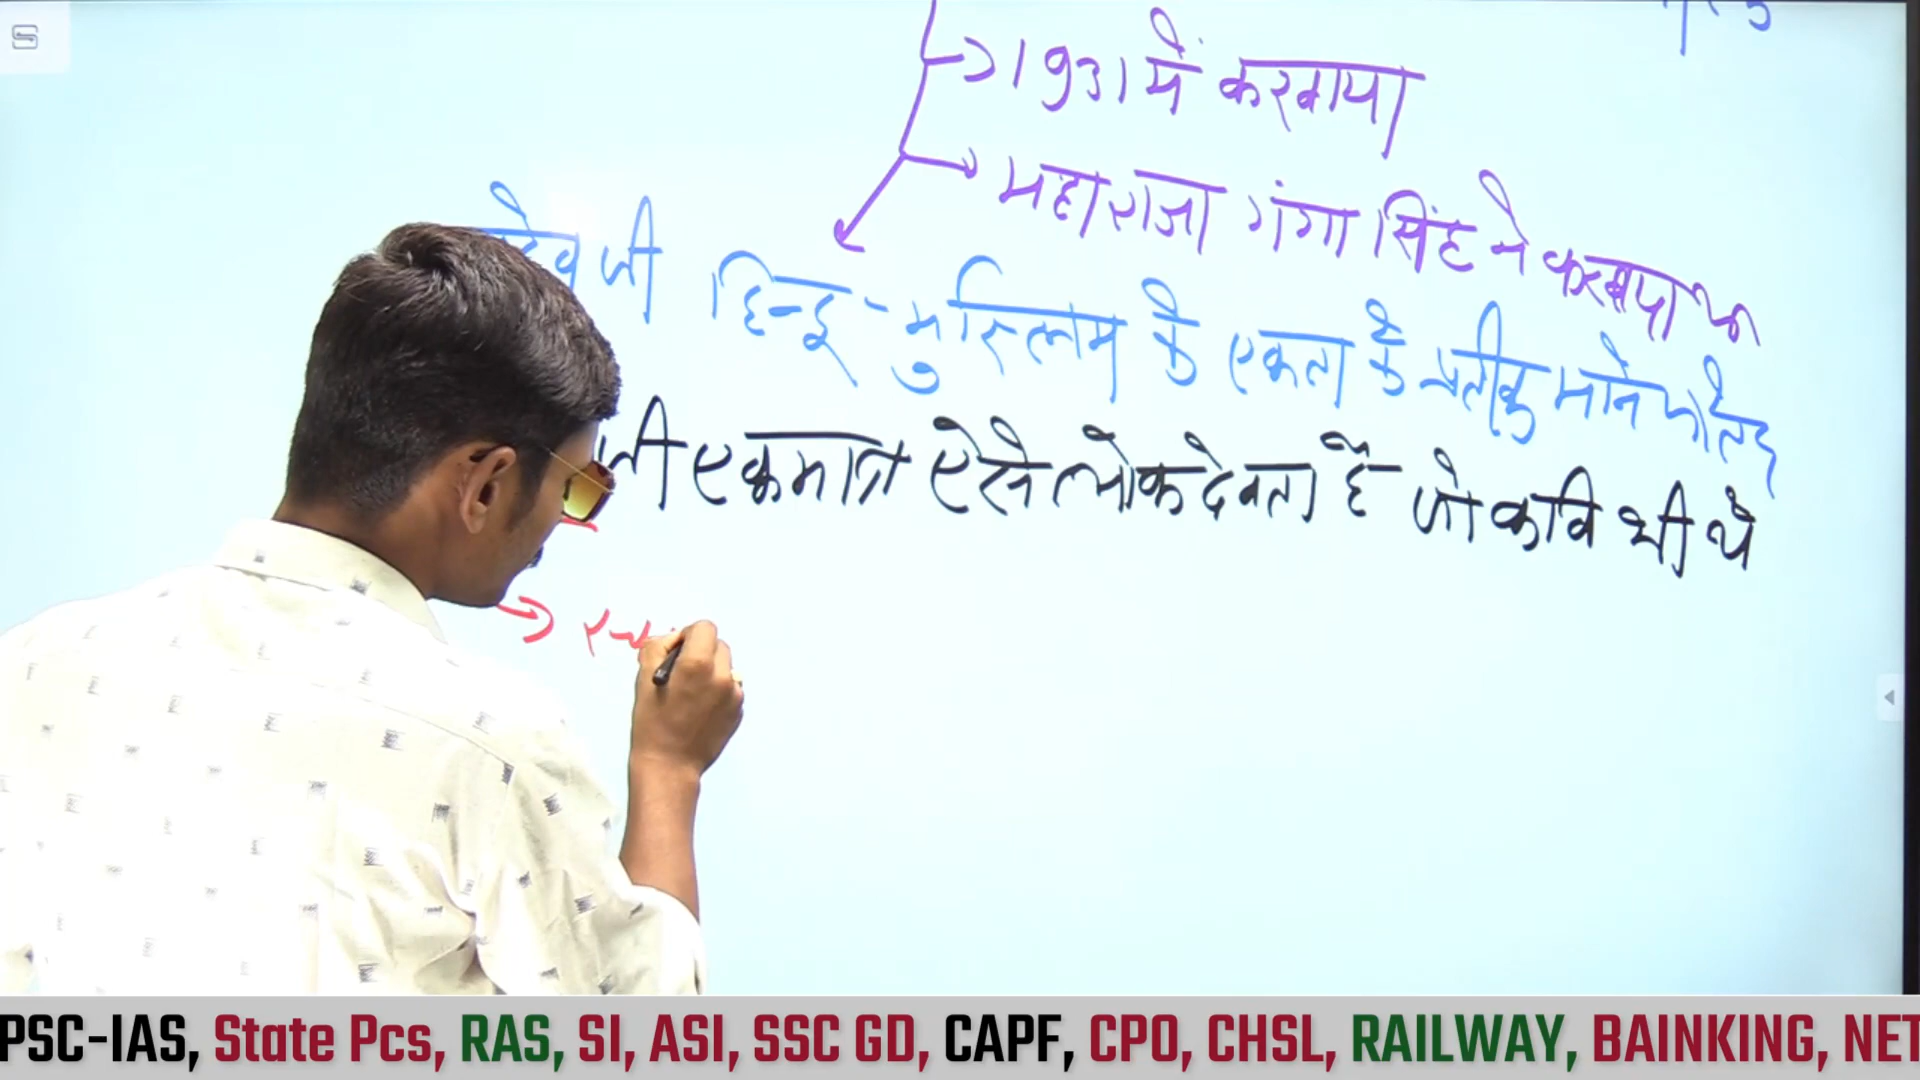 → 1931 में करवाया
→ महाराजा गंगा सिंह ने करवाया था
देव जी हिन्दू-मुस्लिम के एकता के प्रतीक माने जाते हैं
जी एकमात्र ऐसे लोकदेवता है जो कवि भी थे
→
PSC-IAS, State Pcs, RAS, SI, ASI, SSC GD, CAPF, CPO, CHSL, RAILWAY, BAINKING, NET